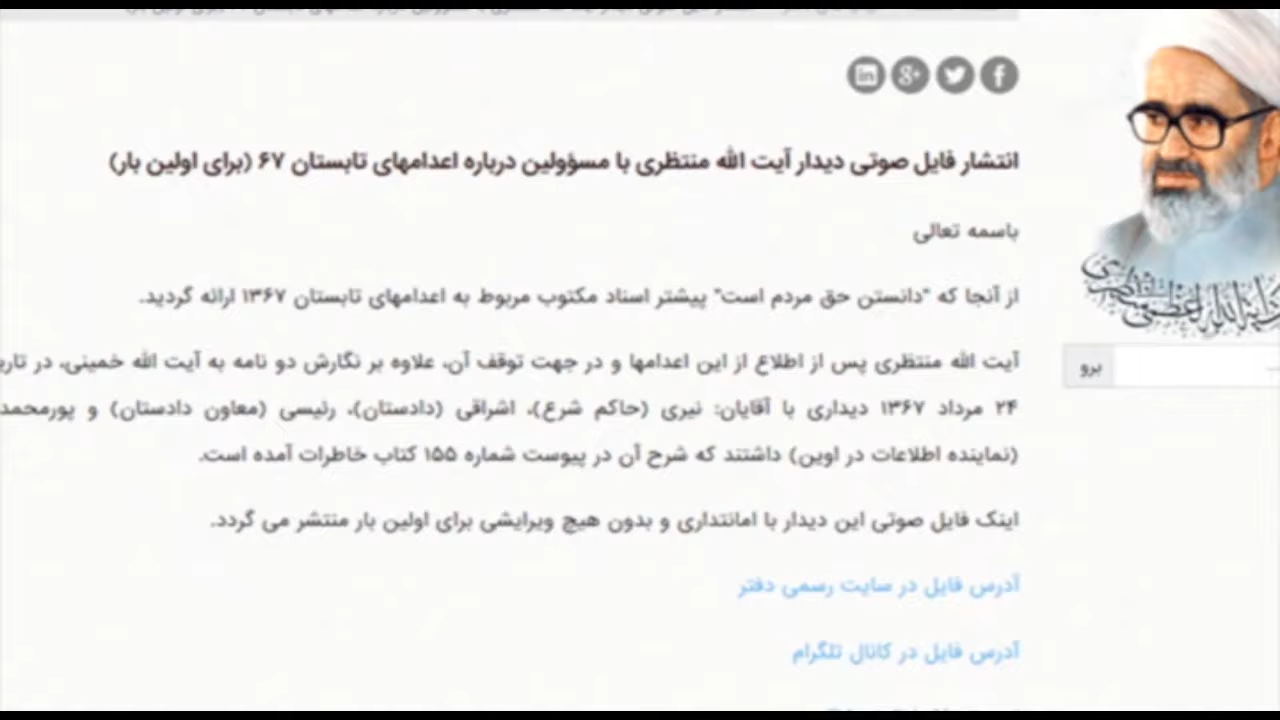 انتشار فایل صوتی دیدار آیت الله منتظری با مسؤولین درباره اعدامهای تابستان ۶۷ (برای اولین بار)
باسمه تعالی
از آنجا که "دانستن حق مردم است" پیشتر اسناد مکتوب مربوط به اعدامهای تابستان ۱۳۶۷ ارائه گردید.
آیت الله منتظری پس از اطلاع از این اعدامها و در جهت توقف آن، علاوه بر نگارش دو نامه به آیت الله خمینی، در
۲۴ مرداد ۱۳۶۷ دیداری با آقایان: نیری (حاکم شرع)، اشراقی (دادستان)، رئیسی (معاون دادستان) و پورمحمد
(نماینده اطلاعات در اوین) داشتند که شرح آن در پیوست شماره ۱۵۵ کتاب خاطرات آمده است.
اینک فایل صوتی این دیدار با امانتداری و بدون هیچ ویرایشی برای اولین بار منتشر می گردد.
آدرس فایل در سایت رسمی دفتر
آدرس فایل در کانال تلگرام
برو